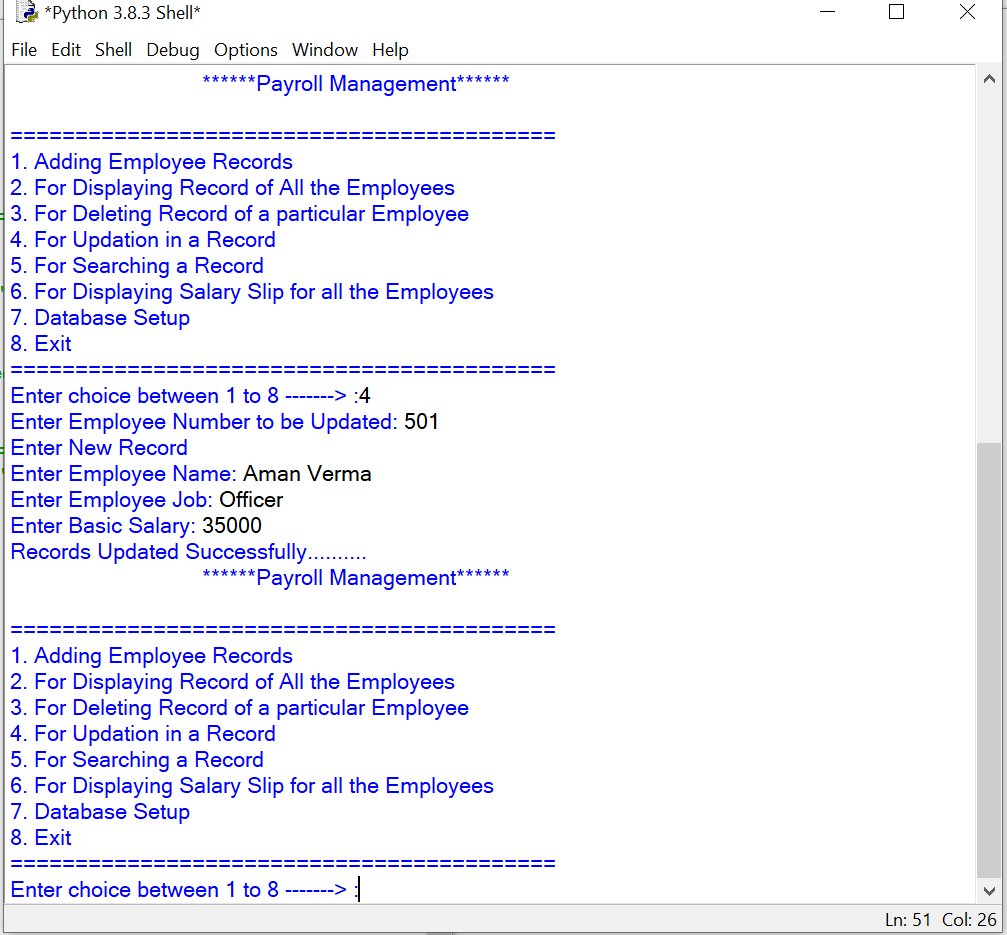 *Python 3.8.3 Shell*
File Edit Shell Debug Options Window Help
******Payroll Management******
==========================================
1. Adding Employee Records
2. For Displaying Record of All the Employees
3. For Deleting Record of a particular Employee
4. For Updation in a Record
5. For Searching a Record
6. For Displaying Salary Slip for all the Employees
7. Database Setup
8. Exit
==========================================
Enter choice between 1 to 8 -------> :4
Enter Employee Number to be Updated: 501
Enter New Record
Enter Employee Name: Aman Verma
Enter Employee Job: Officer
Enter Basic Salary: 35000
Records Updated Successfully..........
******Payroll Management******
==========================================
1. Adding Employee Records
2. For Displaying Record of All the Employees
3. For Deleting Record of a particular Employee
4. For Updation in a Record
5. For Searching a Record
6. For Displaying Salary Slip for all the Employees
7. Database Setup
8. Exit
==========================================
Enter choice between 1 to 8 -------> :
Ln: 51 Col: 26